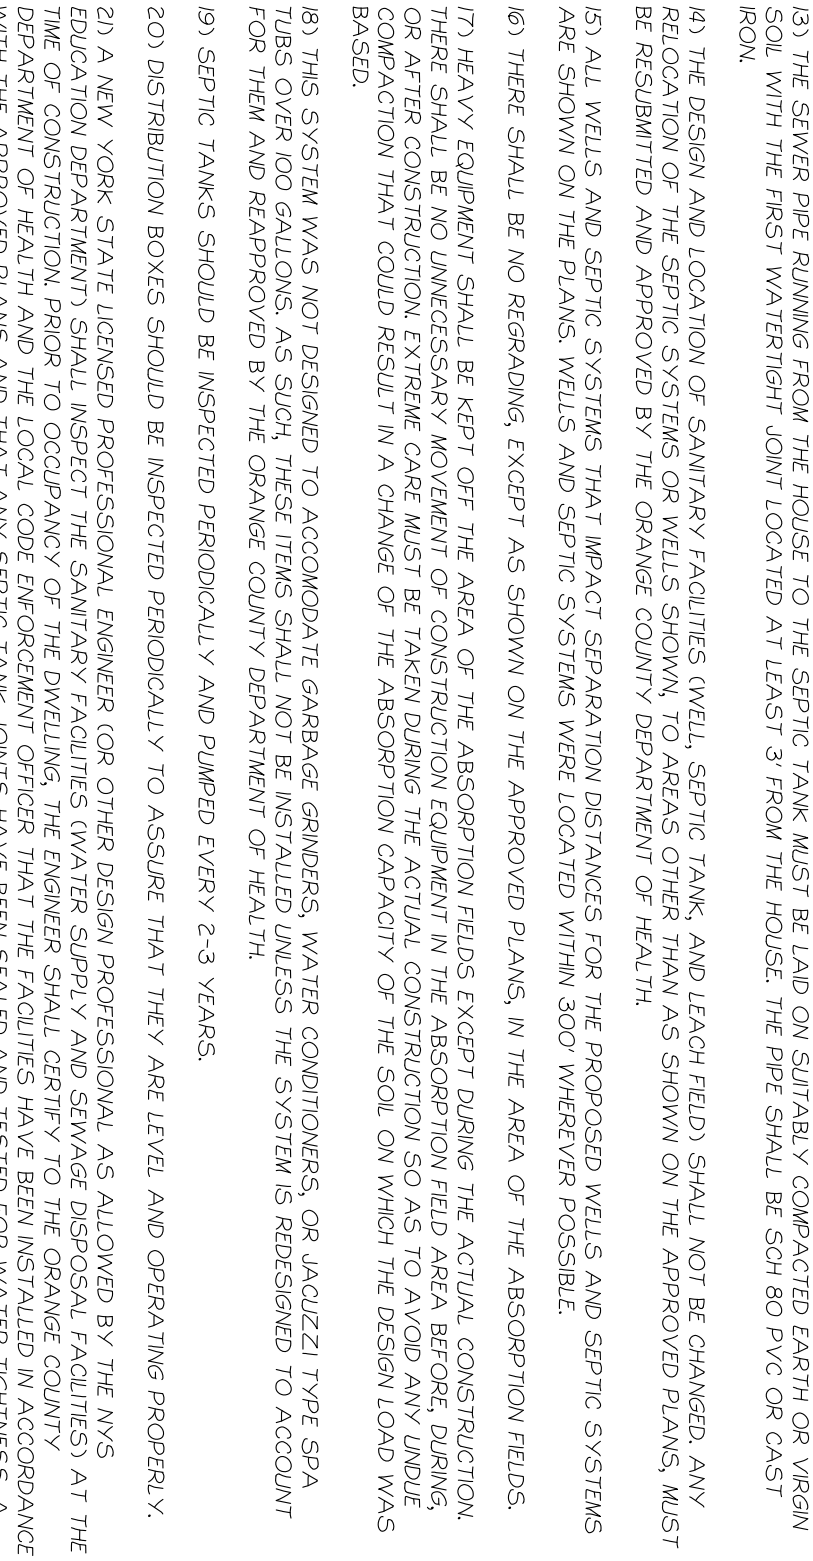 13) THE SEWER PIPE RUNNING FROM THE HOUSE TO THE SEPTIC TANK MUST BE LAID ON SUITABLY COMPACTED EARTH OR VIRGIN
SOIL WITH THE FIRST WATERTIGHT JOINT LOCATED AT LEAST 3' FROM THE HOUSE. THE PIPE SHALL BE SCH 80 PVC OR CAST
IRON.
14) THE DESIGN AND LOCATION OF SANITARY FACILITIES (WELL, SEPTIC TANK, AND LEACH FIELD) SHALL NOT BE CHANGED. ANY
RELOCATION OF THE SEPTIC SYSTEMS OR WELLS SHOWN, TO AREAS OTHER THAN AS SHOWN ON THE APPROVED PLANS, MUST
BE RESUBMITTED AND APPROVED BY THE ORANGE COUNTY DEPARTMENT OF HEALTH.
15) ALL WELLS AND SEPTIC SYSTEMS THAT IMPACT SEPARATION DISTANCES FOR THE PROPOSED WELLS AND SEPTIC SYSTEMS
ARE SHOWN ON THE PLANS. WELLS AND SEPTIC SYSTEMS WERE LOCATED WITHIN 300' WHEREVER POSSIBLE.
16) THERE SHALL BE NO REGRADING, EXCEPT AS SHOWN ON THE APPROVED PLANS, IN THE AREA OF THE ABSORPTION FIELDS.
17) HEAVY EQUIPMENT SHALL BE KEPT OFF THE AREA OF THE ABSORPTION FIELDS EXCEPT DURING THE ACTUAL CONSTRUCTION.
THERE SHALL BE NO UNNECESSARY MOVEMENT OF CONSTRUCTION EQUIPMENT IN THE ABSORPTION FIELD AREA BEFORE, DURING,
OR AFTER CONSTRUCTION. EXTREME CARE MUST BE TAKEN DURING THE ACTUAL CONSTRUCTION SO AS TO AVOID ANY UNDUE
COMPACTION THAT COULD RESULT IN A CHANGE OF THE ABSORPTION CAPACITY OF THE SOIL ON WHICH THE DESIGN LOAD WAS
BASED.
18) THIS SYSTEM WAS NOT DESIGNED TO ACCOMODATE GARBAGE GRINDERS, WATER CONDITIONERS, OR JACUZZI TYPE SPA
TUBS OVER 100 GALLONS. AS SUCH, THESE ITEMS SHALL NOT BE INSTALLED UNLESS THE SYSTEM IS REDESIGNED TO ACCOUNT
FOR THEM AND REAPPROVED BY THE ORANGE COUNTY DEPARTMENT OF HEALTH.
19) SEPTIC TANKS SHOULD BE INSPECTED PERIODICALLY AND PUMPED EVERY 2-3 YEARS.
20) DISTRIBUTION BOXES SHOULD BE INSPECTED PERIODICALLY TO ASSURE THAT THEY ARE LEVEL AND OPERATING PROPERLY.
21) A NEW YORK STATE LICENSED PROFESSIONAL ENGINEER (OR OTHER DESIGN PROFESSIONAL AS ALLOWED BY THE NYS
EDUCATION DEPARTMENT) SHALL INSPECT THE SANITARY FACILITIES (WATER SUPPLY AND SEWAGE DISPOSAL FACILITIES) AT THE
TIME OF CONSTRUCTION. PRIOR TO OCCUPANCY OF THE DWELLING, THE ENGINEER SHALL CERTIFY TO THE ORANGE COUNTY
DEPARTMENT OF HEALTH AND THE LOCAL CODE ENFORCEMENT OFFICER THAT THE FACILITIES HAVE BEEN INSTALLED IN ACCORDANCE
WITH THE APPROVED PLANS AND THAT ANY SEPTIC TANK JOINTS HAVE BEEN SEALED AND TESTED FOR WATER TIGHTNESS. A